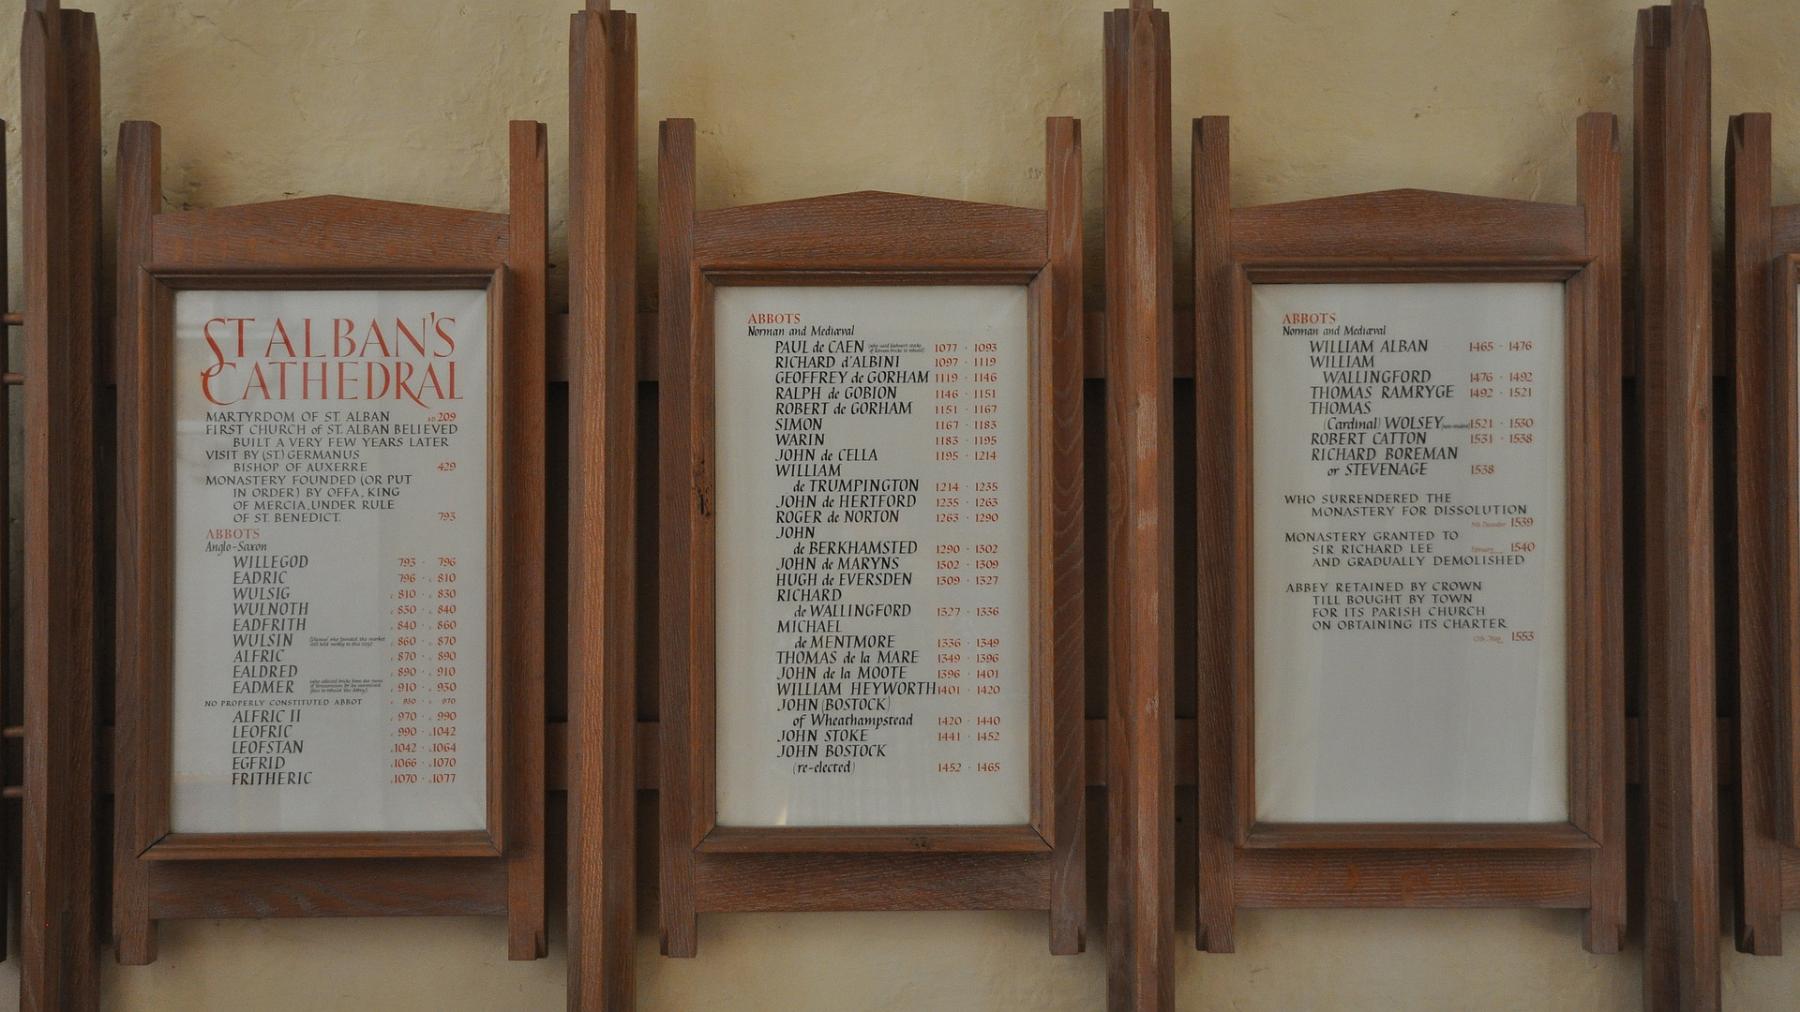 ST ALBAN'S
CATHEDRAL
MARTYRDOM OF ST. ALBAN AD 209
FIRST CHURCH of ST. ALBAN BELIEVED
BUILT A VERY FEW YEARS LATER
VISIT BY (ST) GERMANUS
BISHOP OF AUXERRE 429
MONASTERY FOUNDED (OR PUT
IN ORDER) BY OFFA, KING
OF MERCIA, UNDER RULE
OF ST. BENEDICT. 793
ABBOTS
Anglo-Saxon
WILLEGOD 793 · 796
EADRIC 796 · c 810
WULSIG c 810 · c 830
WULNOTH c 830 · c 840
EADFRITH c 840 · c 860
WULSIN c 860 · c 870
ALFRIC c 870 · c 890
EALDRED c 890 · c 910
EADMER c 910 · c 930
NO PROPERLY CONSTITUTED ABBOT c 930 · c 970
ALFRIC II c 970 · c 990
LEOFRIC c 990 · c 1042
LEOFSTAN c 1042 · c 1064
EGFRID c 1066 · c 1070
FRITHERIC c 1070 · c 1077
ABBOTS
Norman and Mediæval
PAUL de CAEN 1077 · 1093
RICHARD d'ALBINI 1097 · 1119
GEOFFREY de GORHAM 1119 · 1146
RALPH de GOBION 1146 · 1151
ROBERT de GORHAM 1151 · 1167
SIMON 1167 · 1183
WARIN 1183 · 1195
JOHN de CELLA 1195 · 1214
WILLIAM
de TRUMPINGTON 1214 · 1235
JOHN de HERTFORD 1235 · 1263
ROGER de NORTON 1263 · 1290
JOHN
de BERKHAMSTED 1290 · 1302
JOHN de MARYNS 1302 · 1309
HUGH de EVERSDEN 1309 · 1327
RICHARD
de WALLINGFORD 1327 · 1336
MICHAEL
de MENTMORE 1336 · 1349
THOMAS de la MARE 1349 · 1396
JOHN de la MOOTE 1396 · 1401
WILLIAM HEYWORTH 1401 · 1420
JOHN (BOSTOCK)
of Wheathampstead 1420 · 1440
JOHN STOKE 1441 · 1452
JOHN BOSTOCK
(re-elected) 1452 · 1465
ABBOTS
Norman and Mediæval
WILLIAM ALBAN 1465 · 1476
WILLIAM
WALLINGFORD 1476 · 1492
THOMAS RAMRYGE 1492 · 1521
THOMAS
(Cardinal) WOLSEY (non-resident) 1521 · 1530
ROBERT CATTON 1531 · 1538
RICHARD BOREMAN
or STEVENAGE 1538
WHO SURRENDERED THE
MONASTERY FOR DISSOLUTION
December 1539
MONASTERY GRANTED TO
SIR RICHARD LEE February 1540
AND GRADUALLY DEMOLISHED
ABBEY RETAINED BY CROWN
TILL BOUGHT BY TOWN
FOR ITS PARISH CHURCH
ON OBTAINING ITS CHARTER
May 1553